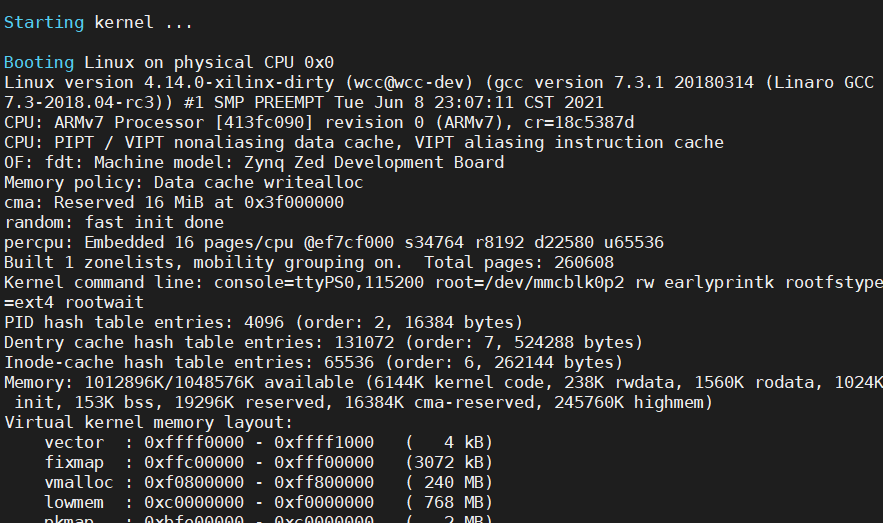 Starting kernel ...
Booting Linux on physical CPU 0x0
Linux version 4.14.0-xilinx-dirty (wcc@wcc-dev) (gcc version 7.3.1 20180314 (Linaro GCC
7.3-2018.04-rc3)) #1 SMP PREEMPT Tue Jun 8 23:07:11 CST 2021
CPU: ARMv7 Processor [413fc090] revision 0 (ARMv7), cr=18c5387d
CPU: PIPT / VIPT nonaliasing data cache, VIPT aliasing instruction cache
OF: fdt: Machine model: Zynq Zed Development Board
Memory policy: Data cache writealloc
cma: Reserved 16 MiB at 0x3f000000
random: fast init done
percpu: Embedded 16 pages/cpu @ef7cf000 s34764 r8192 d22580 u65536
Built 1 zonelists, mobility grouping on.  Total pages: 260608
Kernel command line: console=ttyPS0,115200 root=/dev/mmcblk0p2 rw earlyprintk rootfstype
=ext4 rootwait
PID hash table entries: 4096 (order: 2, 16384 bytes)
Dentry cache hash table entries: 131072 (order: 7, 524288 bytes)
Inode-cache hash table entries: 65536 (order: 6, 262144 bytes)
Memory: 1012896K/1048576K available (6144K kernel code, 238K rwdata, 1560K rodata, 1024K
 init, 153K bss, 19296K reserved, 16384K cma-reserved, 245760K highmem)
Virtual kernel memory layout:
    vector  : 0xffff0000 - 0xffff1000   (   4 kB)
    fixmap  : 0xffc00000 - 0xfff00000   (3072 kB)
    vmalloc : 0xf0800000 - 0xff800000   ( 240 MB)
    lowmem  : 0xc0000000 - 0xf0000000   ( 768 MB)
    pkmap   : 0xbfe00000 - 0xc0000000   (   2 MB)